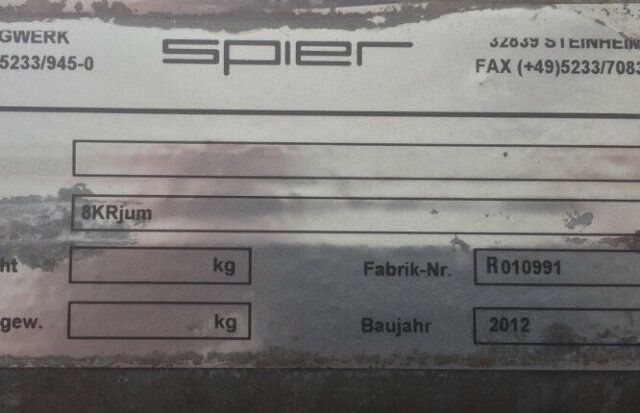 GWERK
spier
32839 STEINHEIM
5233/945-0
FAX (+49)5233/7083
8KRjum
ht kg Fabrik-Nr. R010991
gew. kg Baujahr 2012